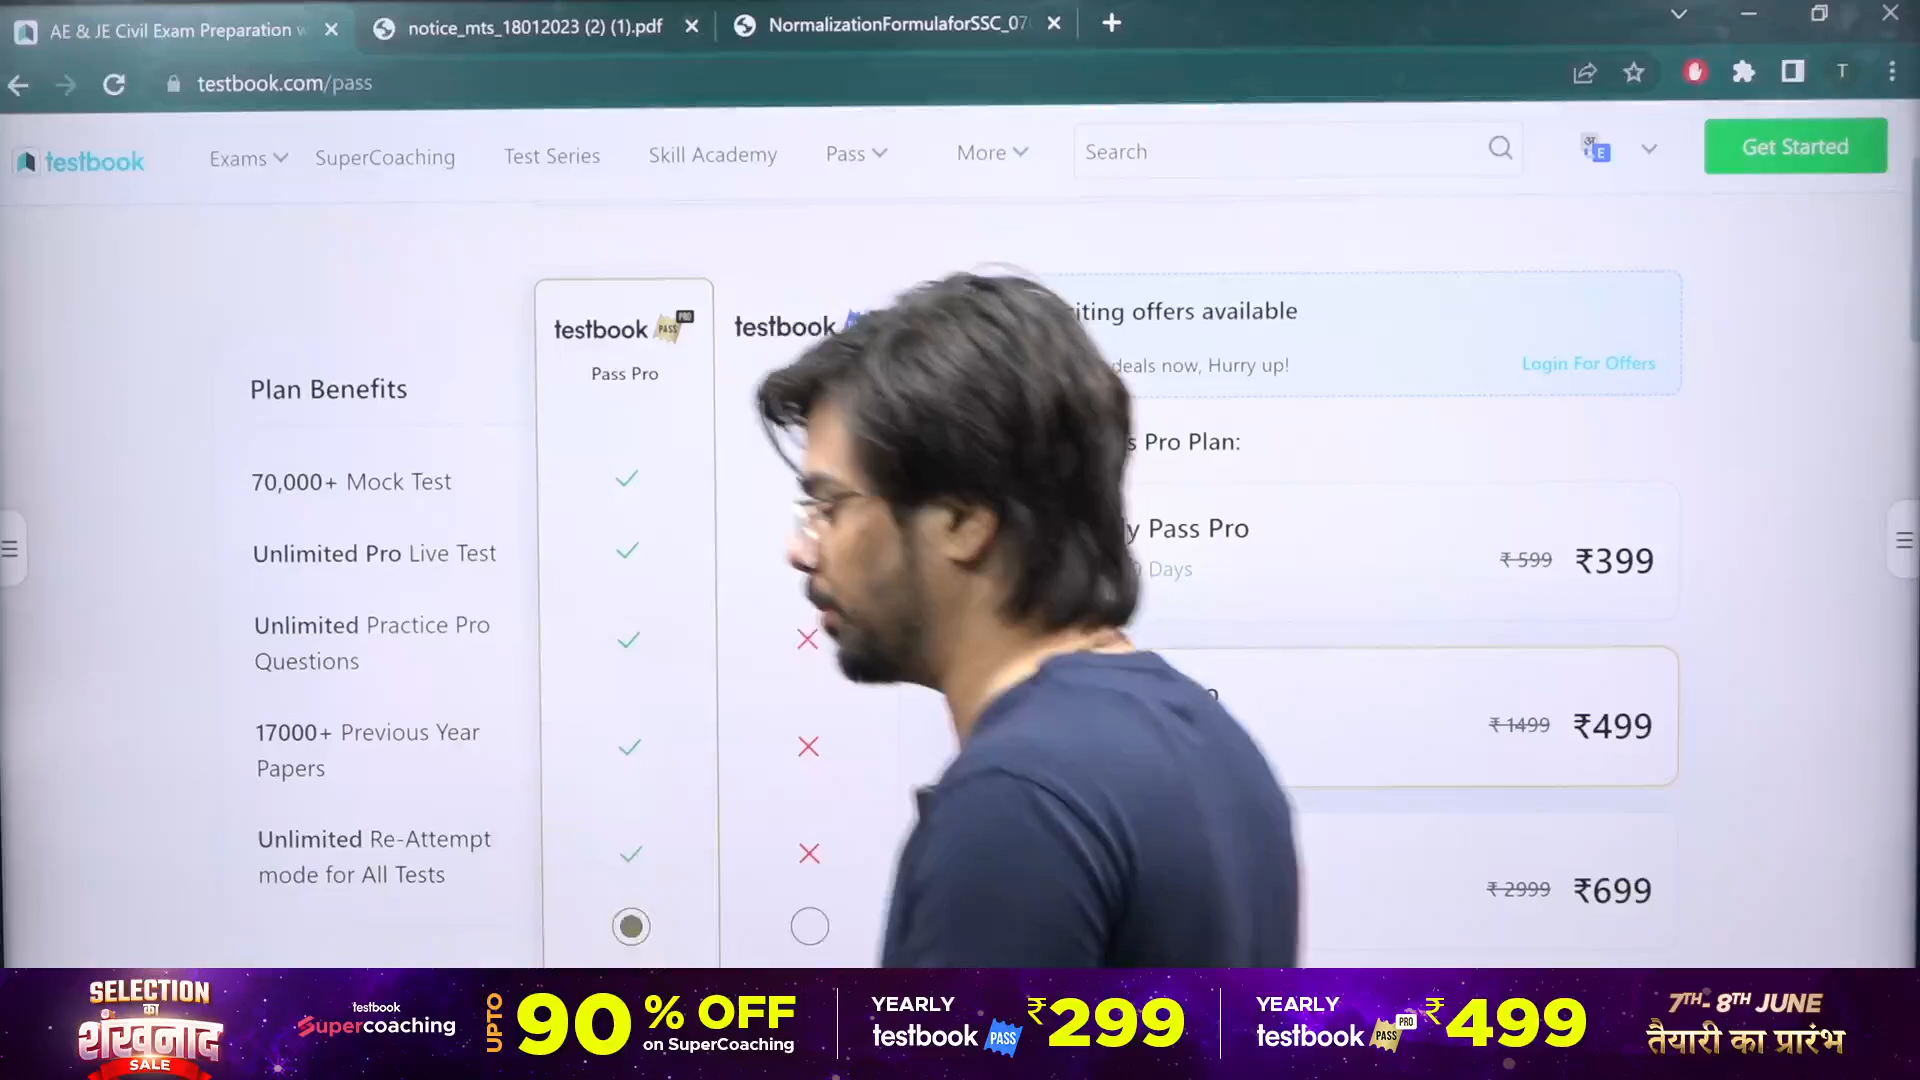 AE & JE Civil Exam Preparation w
notice_mts_18012023 (2) (1).pdf
NormalizationFormulaforSSC_07
testbook.com/pass
T
testbook
Exams
SuperCoaching
Test Series
Skill Academy
Pass
More
Search
अ
E
Get Started
testbook PASS PRO
Pass Pro
testbook
Plan Benefits
70,000+ Mock Test
Unlimited Pro Live Test
Unlimited Practice Pro
Questions
17000+ Previous Year
Papers
Unlimited Re-Attempt
mode for All Tests
iting offers available
deals now, Hurry up!
Login For Offers
s Pro Plan:
y Pass Pro
Days
₹ 599 ₹399
₹ 1499 ₹499
₹ 2999 ₹699
SELECTION
का
शंखनाद
SALE
testbook
Supercoaching
UPTO
90% OFF
on SuperCoaching
YEARLY
testbook PASS
₹299
YEARLY
testbook PASS PRO
₹499
7TH- 8TH JUNE
तैयारी का प्रारंभ